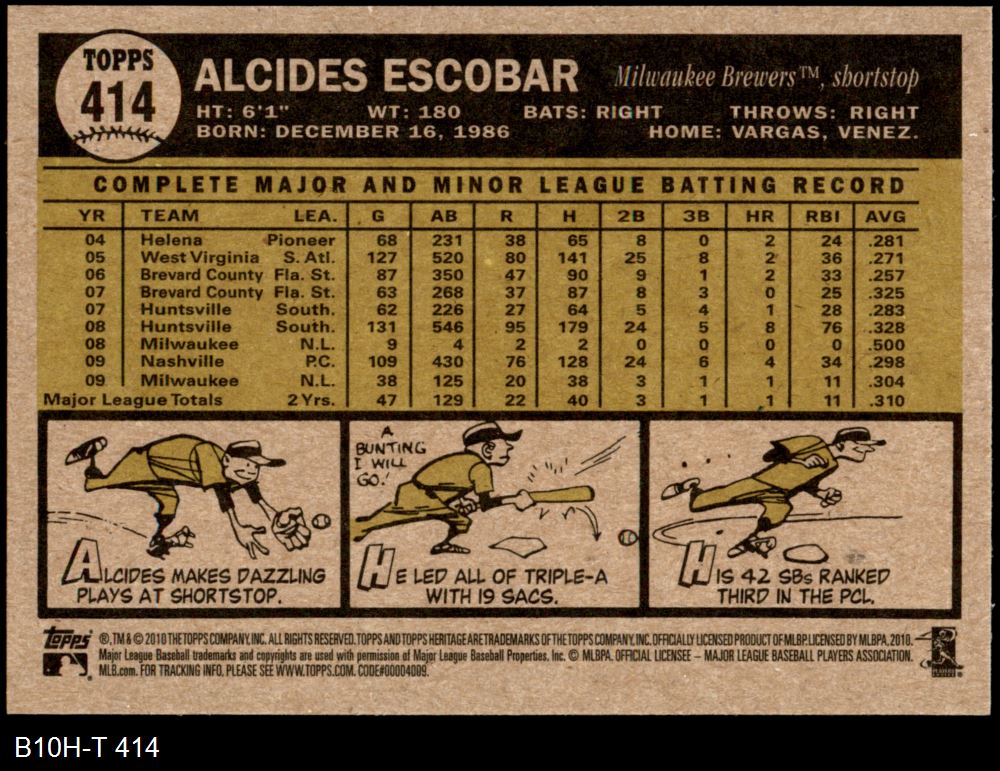 TOPPS
414
ALCIDES ESCOBAR Milwaukee Brewers™, shortstop
HT: 6'1" WT: 180 BATS: RIGHT THROWS: RIGHT
BORN: DECEMBER 16, 1986 HOME: VARGAS, VENEZ.
COMPLETE MAJOR AND MINOR LEAGUE BATTING RECORD
YR TEAM LEA. G AB R H 2B 3B HR RBI AVG
04 Helena Pioneer 68 231 38 65 8 0 2 24 .281
05 West Virginia S. Atl. 127 520 80 141 25 8 2 36 .271
06 Brevard County Fla. St. 87 350 47 90 9 1 2 33 .257
07 Brevard County Fla. St. 63 268 37 87 8 3 0 25 .325
07 Huntsville South. 62 226 27 64 5 4 1 28 .283
08 Huntsville South. 131 546 95 179 24 5 8 76 .328
08 Milwaukee N.L. 9 4 2 2 0 0 0 0 .500
09 Nashville P.C. 109 430 76 128 24 6 4 34 .298
09 Milwaukee N.L. 38 125 20 38 3 1 1 11 .304
Major League Totals 2 Yrs. 47 129 22 40 3 1 1 11 .310
ALCIDES MAKES DAZZLING
PLAYS AT SHORTSTOP.
A
BUNTING
I WILL
GO!
HE LED ALL OF TRIPLE-A
WITH 19 SACS.
HIS 42 SBs RANKED
THIRD IN THE PCL.
Topps ®, TM & © 2010 THE TOPPS COMPANY, INC. ALL RIGHTS RESERVED. TOPPS AND TOPPS HERITAGE ARE TRADEMARKS OF THE TOPPS COMPANY, INC. OFFICIALLY LICENSED PRODUCT OF MLBP. LICENSED BY MLBPA, 2010.
Major League Baseball trademarks and copyrights are used with permission of Major League Baseball Properties, Inc. © MLBPA. OFFICIAL LICENSEE – MAJOR LEAGUE BASEBALL PLAYERS ASSOCIATION.
MLB.com. FOR TRACKING INFO, PLEASE SEE WWW.TOPPS.COM. CODE#00004009.
PLAYERS
CHOICE
B10H-T 414